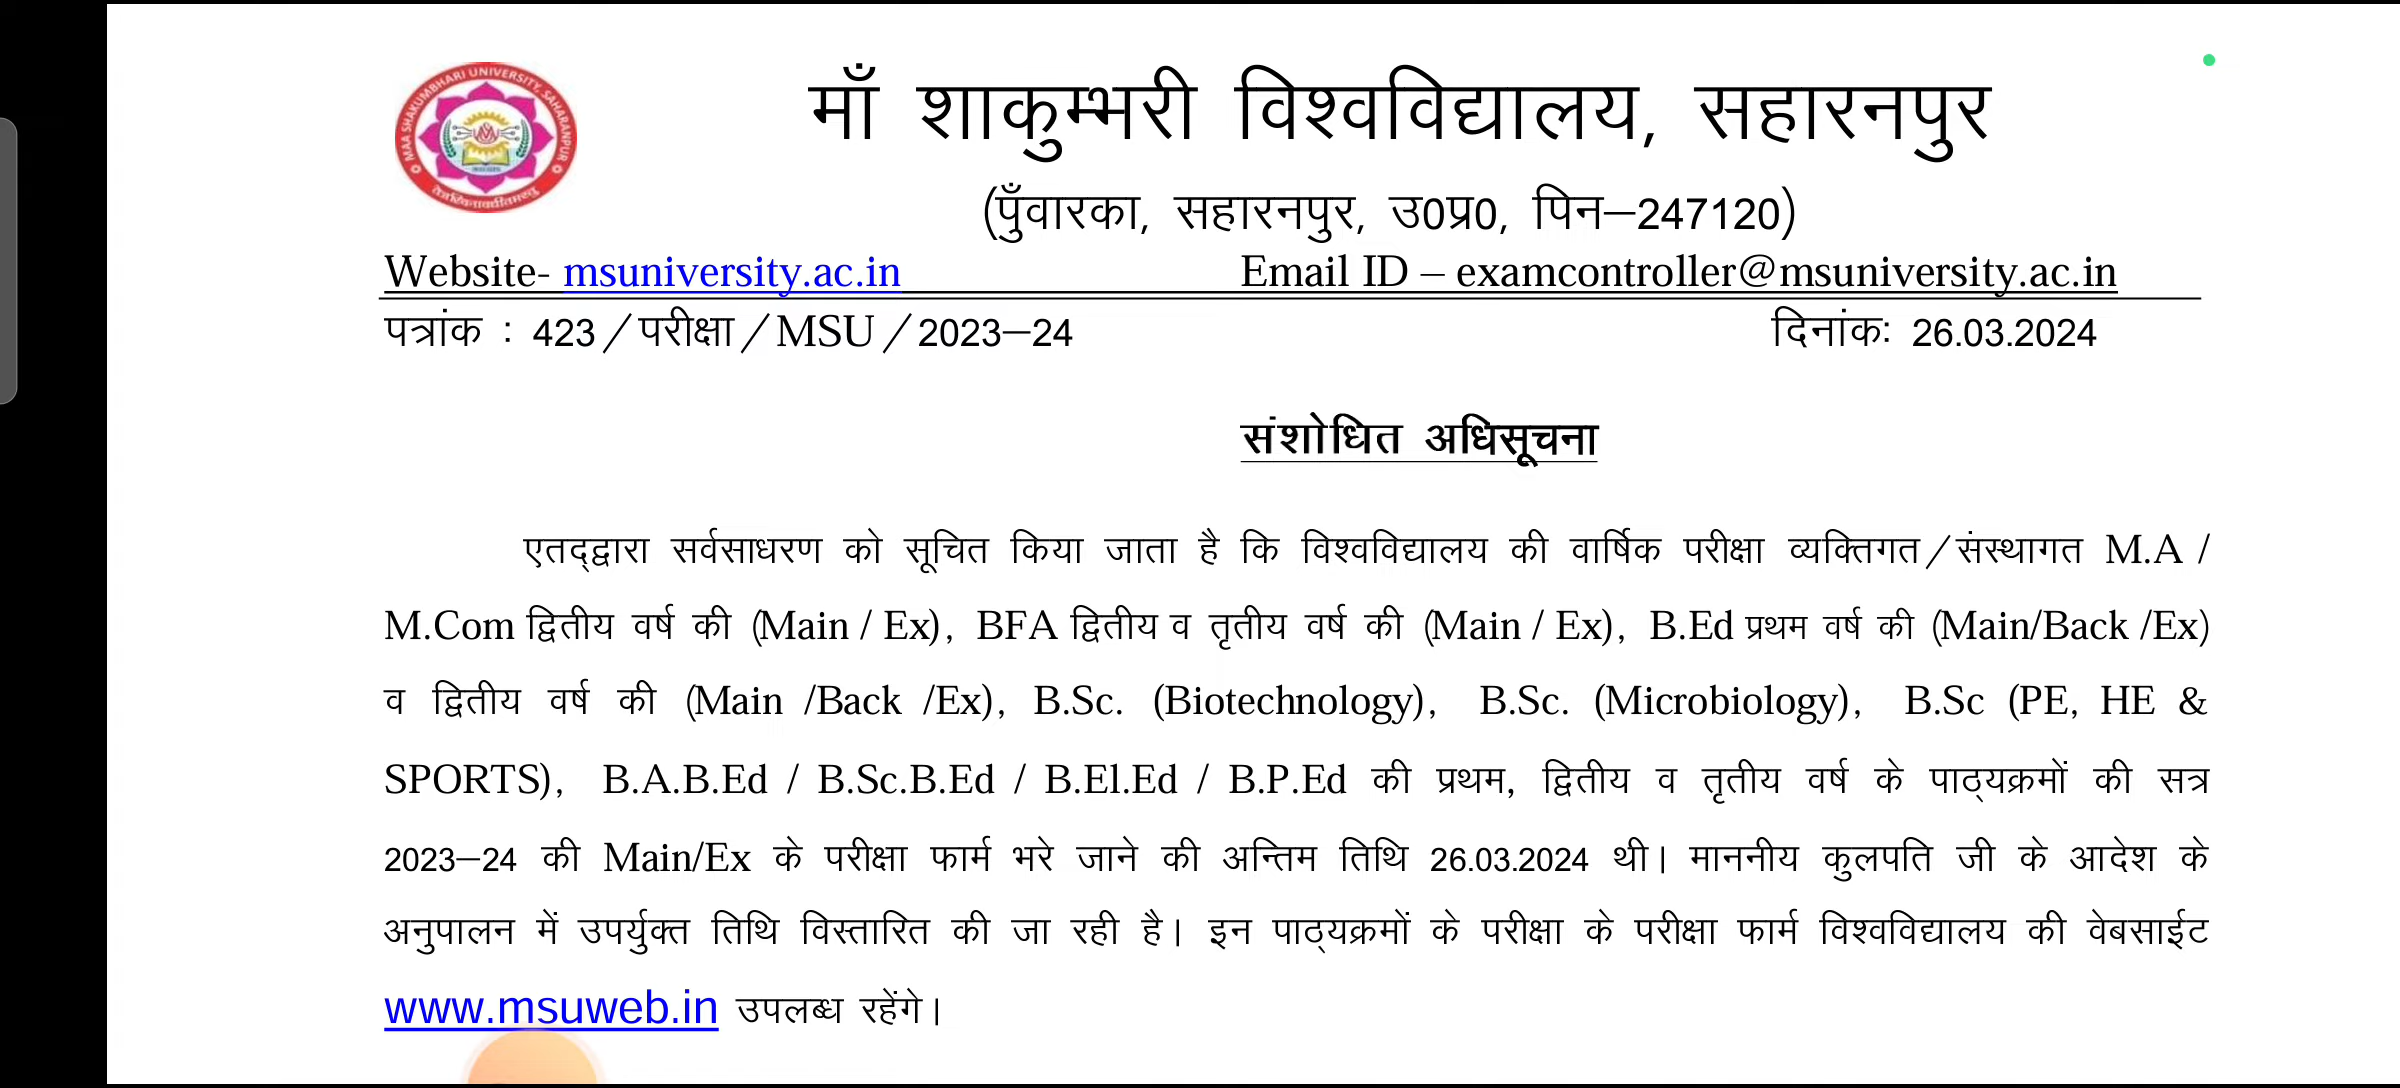 MAA SHAKUMBHARI UNIVERSITY, SAHARANPUR
माँ शाकुम्भरी विश्वविद्यालय, सहारनपुर
(पुँवारका, सहारनपुर, उ0प्र0, पिन–247120)
Website- msuniversity.ac.in Email ID – examcontroller@msuniversity.ac.in
पत्रांक : 423/परीक्षा/MSU/2023–24 दिनांकः 26.03.2024
संशोधित अधिसूचना
एतद्द्वारा सर्वसाधरण को सूचित किया जाता है कि विश्वविद्यालय की वार्षिक परीक्षा व्यक्तिगत/संस्थागत M.A /
M.Com द्वितीय वर्ष की (Main / Ex), BFA द्वितीय व तृतीय वर्ष की (Main / Ex), B.Ed प्रथम वर्ष की (Main/Back /Ex)
व द्वितीय वर्ष की (Main /Back /Ex), B.Sc. (Biotechnology), B.Sc. (Microbiology), B.Sc (PE, HE &
SPORTS), B.A.B.Ed / B.Sc.B.Ed / B.El.Ed / B.P.Ed की प्रथम, द्वितीय व तृतीय वर्ष के पाठ्यक्रमों की सत्र
2023–24 की Main/Ex के परीक्षा फार्म भरे जाने की अन्तिम तिथि 26.03.2024 थी। माननीय कुलपति जी के आदेश के
अनुपालन में उपर्युक्त तिथि विस्तारित की जा रही है। इन पाठ्यक्रमों के परीक्षा के परीक्षा फार्म विश्वविद्यालय की वेबसाईट
www.msuweb.in उपलब्ध रहेंगे।